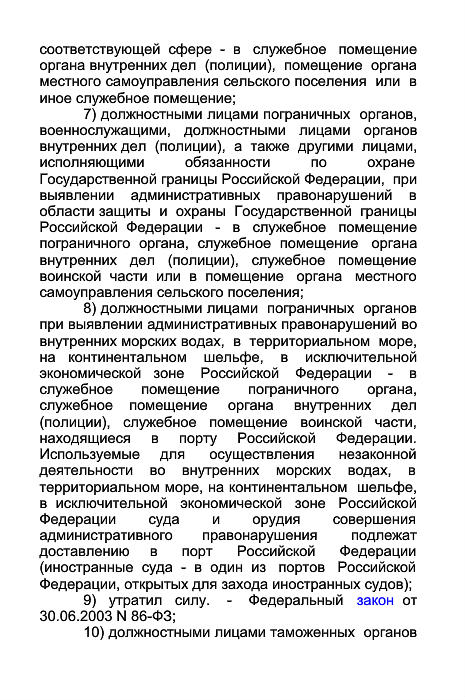 соответствующей сфере - в служебное помещение
органа внутренних дел (полиции), помещение органа
местного самоуправления сельского поселения или в
иное служебное помещение;
7) должностными лицами пограничных органов,
военнослужащими, должностными лицами органов
внутренних дел (полиции), а также другими лицами,
исполняющими обязанности по охране
Государственной границы Российской Федерации, при
выявлении административных правонарушений в
области защиты и охраны Государственной границы
Российской Федерации - в служебное помещение
пограничного органа, служебное помещение органа
внутренних дел (полиции), служебное помещение
воинской части или в помещение органа местного
самоуправления сельского поселения;
8) должностными лицами пограничных органов
при выявлении административных правонарушений во
внутренних морских водах, в территориальном море,
на континентальном шельфе, в исключительной
экономической зоне Российской Федерации - в
служебное помещение пограничного органа,
служебное помещение органа внутренних дел
(полиции), служебное помещение воинской части,
находящиеся в порту Российской Федерации.
Используемые для осуществления незаконной
деятельности во внутренних морских водах, в
территориальном море, на континентальном шельфе,
в исключительной экономической зоне Российской
Федерации суда и орудия совершения
административного правонарушения подлежат
доставлению в порт Российской Федерации
(иностранные суда - в один из портов Российской
Федерации, открытых для захода иностранных судов);
9) утратил силу. - Федеральный закон от
30.06.2003 N 86-ФЗ;
10) должностными лицами таможенных органов